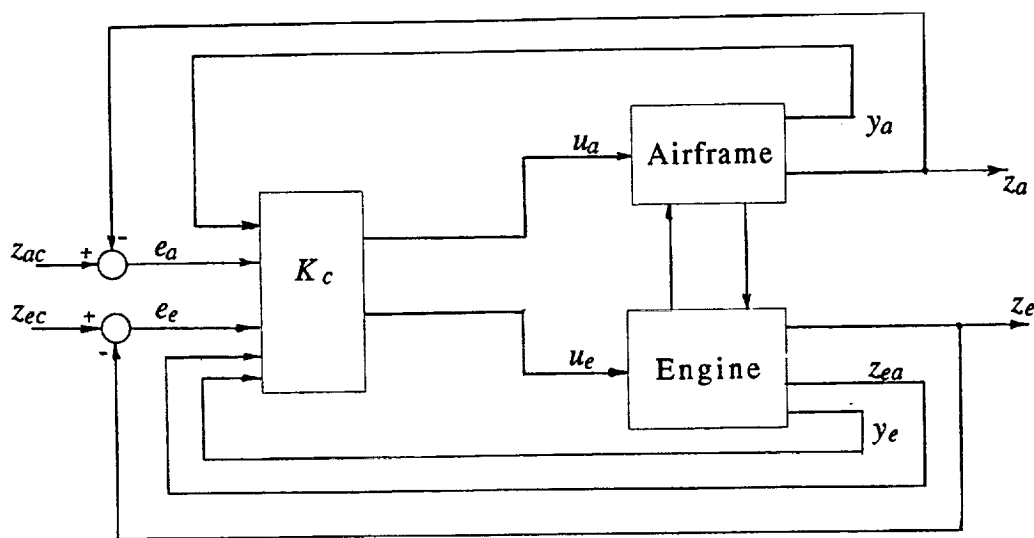 y_a
u_a
Airframe
z_a
z_ac
+
-
e_a
K_c
z_ec
+
-
e_e
z_e
u_e
Engine
z_ea
y_e